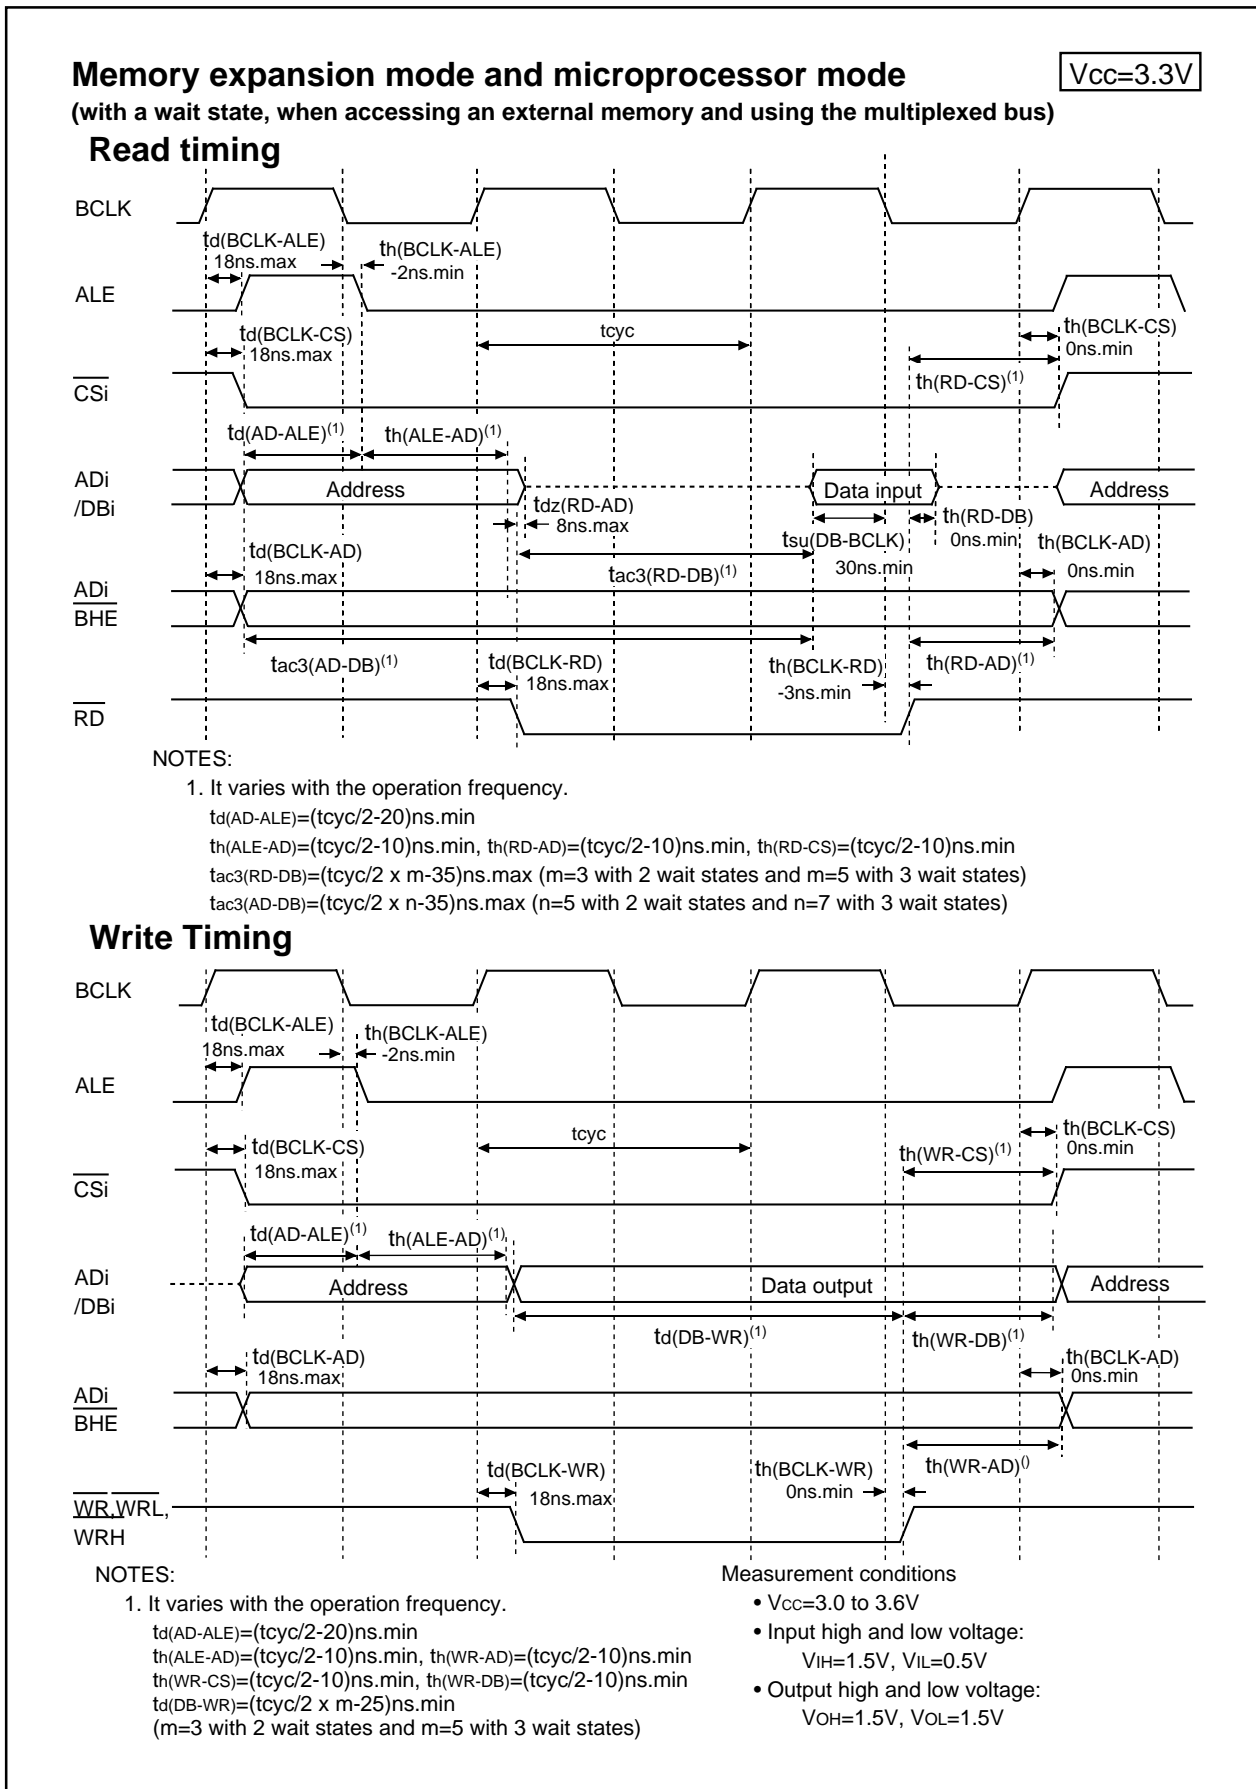 Memory expansion mode and microprocessor mode
Vcc=3.3V
(with a wait state, when accessing an external memory and using the multiplexed bus)
Read timing
BCLK
td(BCLK-ALE)
18ns.max
th(BCLK-ALE)
-2ns.min
ALE
td(BCLK-CS)
18ns.max
tcyc
th(BCLK-CS)
0ns.min
th(RD-CS)(1)
CSi
td(AD-ALE)(1)
th(ALE-AD)(1)
ADi
/DBi
Address
Data input
Address
tdz(RD-AD)
8ns.max
th(RD-DB)
0ns.min
tsu(DB-BCLK)
30ns.min
th(BCLK-AD)
0ns.min
td(BCLK-AD)
18ns.max
tac3(RD-DB)(1)
ADi
BHE
tac3(AD-DB)(1)
td(BCLK-RD)
18ns.max
th(BCLK-RD)
-3ns.min
th(RD-AD)(1)
RD
NOTES:
1. It varies with the operation frequency.
td(AD-ALE)=(tcyc/2-20)ns.min
th(ALE-AD)=(tcyc/2-10)ns.min, th(RD-AD)=(tcyc/2-10)ns.min, th(RD-CS)=(tcyc/2-10)ns.min
tac3(RD-DB)=(tcyc/2 x m-35)ns.max (m=3 with 2 wait states and m=5 with 3 wait states)
tac3(AD-DB)=(tcyc/2 x n-35)ns.max (n=5 with 2 wait states and n=7 with 3 wait states)
Write Timing
BCLK
td(BCLK-ALE)
18ns.max
th(BCLK-ALE)
-2ns.min
ALE
td(BCLK-CS)
18ns.max
tcyc
th(BCLK-CS)
0ns.min
th(WR-CS)(1)
CSi
td(AD-ALE)(1)
th(ALE-AD)(1)
ADi
/DBi
Address
Data output
Address
td(DB-WR)(1)
th(WR-DB)(1)
td(BCLK-AD)
18ns.max
th(BCLK-AD)
0ns.min
ADi
BHE
td(BCLK-WR)
18ns.max
th(BCLK-WR)
0ns.min
th(WR-AD)()
WR,WRL,
WRH
NOTES:
1. It varies with the operation frequency.
td(AD-ALE)=(tcyc/2-20)ns.min
th(ALE-AD)=(tcyc/2-10)ns.min, th(WR-AD)=(tcyc/2-10)ns.min
th(WR-CS)=(tcyc/2-10)ns.min, th(WR-DB)=(tcyc/2-10)ns.min
td(DB-WR)=(tcyc/2 x m-25)ns.min
(m=3 with 2 wait states and m=5 with 3 wait states)
Measurement conditions
• VCC=3.0 to 3.6V
• Input high and low voltage:
VIH=1.5V, VIL=0.5V
• Output high and low voltage:
VOH=1.5V, VOL=1.5V